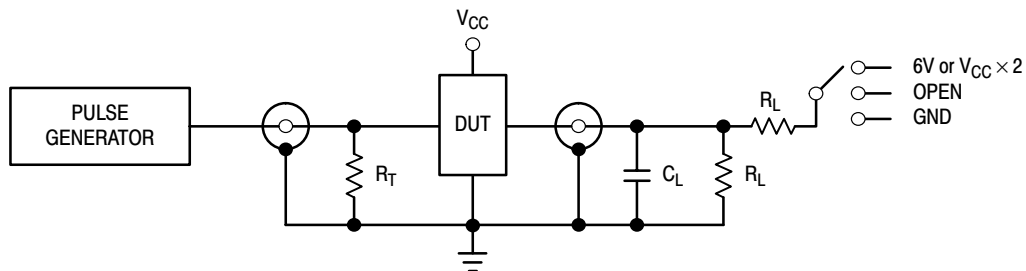 V_CC
6V or V_CC × 2
OPEN
GND
PULSE
GENERATOR
DUT
R_L
R_T
C_L
R_L